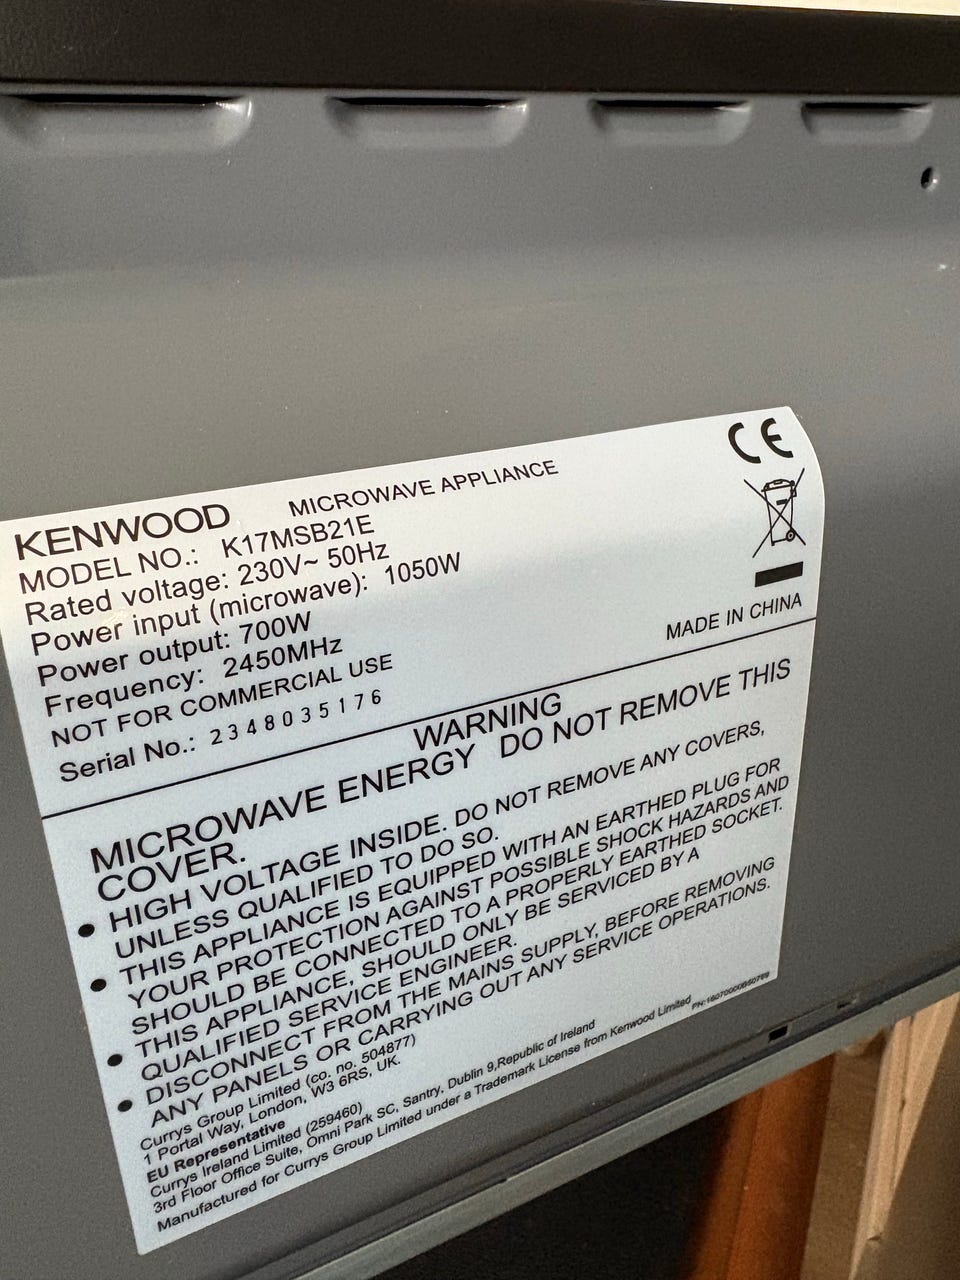 KENWOOD MICROWAVE APPLIANCE
MODEL NO.: K17MSB21E
Rated voltage: 230V~ 50Hz
Power input (microwave): 1050W
Power output: 700W
Frequency: 2450MHz
NOT FOR COMMERCIAL USE
Serial No.: 2348035176
CE
MADE IN CHINA
WARNING
MICROWAVE ENERGY DO NOT REMOVE THIS
COVER.
• HIGH VOLTAGE INSIDE. DO NOT REMOVE ANY COVERS,
UNLESS QUALIFIED TO DO SO.
• THIS APPLIANCE IS EQUIPPED WITH AN EARTHED PLUG FOR
YOUR PROTECTION AGAINST POSSIBLE SHOCK HAZARDS AND
SHOULD BE CONNECTED TO A PROPERLY EARTHED SOCKET.
• THIS APPLIANCE, SHOULD ONLY BE SERVICED BY A
QUALIFIED SERVICE ENGINEER.
• DISCONNECT FROM THE MAINS SUPPLY, BEFORE REMOVING
ANY PANELS OR CARRYING OUT ANY SERVICE OPERATIONS.
Currys Group Limited (co. no. 504877)
1 Portal Way, London, W3 6RS, UK.
EU Representative
Currys Ireland Limited (259460)
3rd Floor Office Suite, Omni Park SC, Santry, Dublin 9,Republic of Ireland
Manufactured for Currys Group Limited under a Trademark License from Kenwood Limited